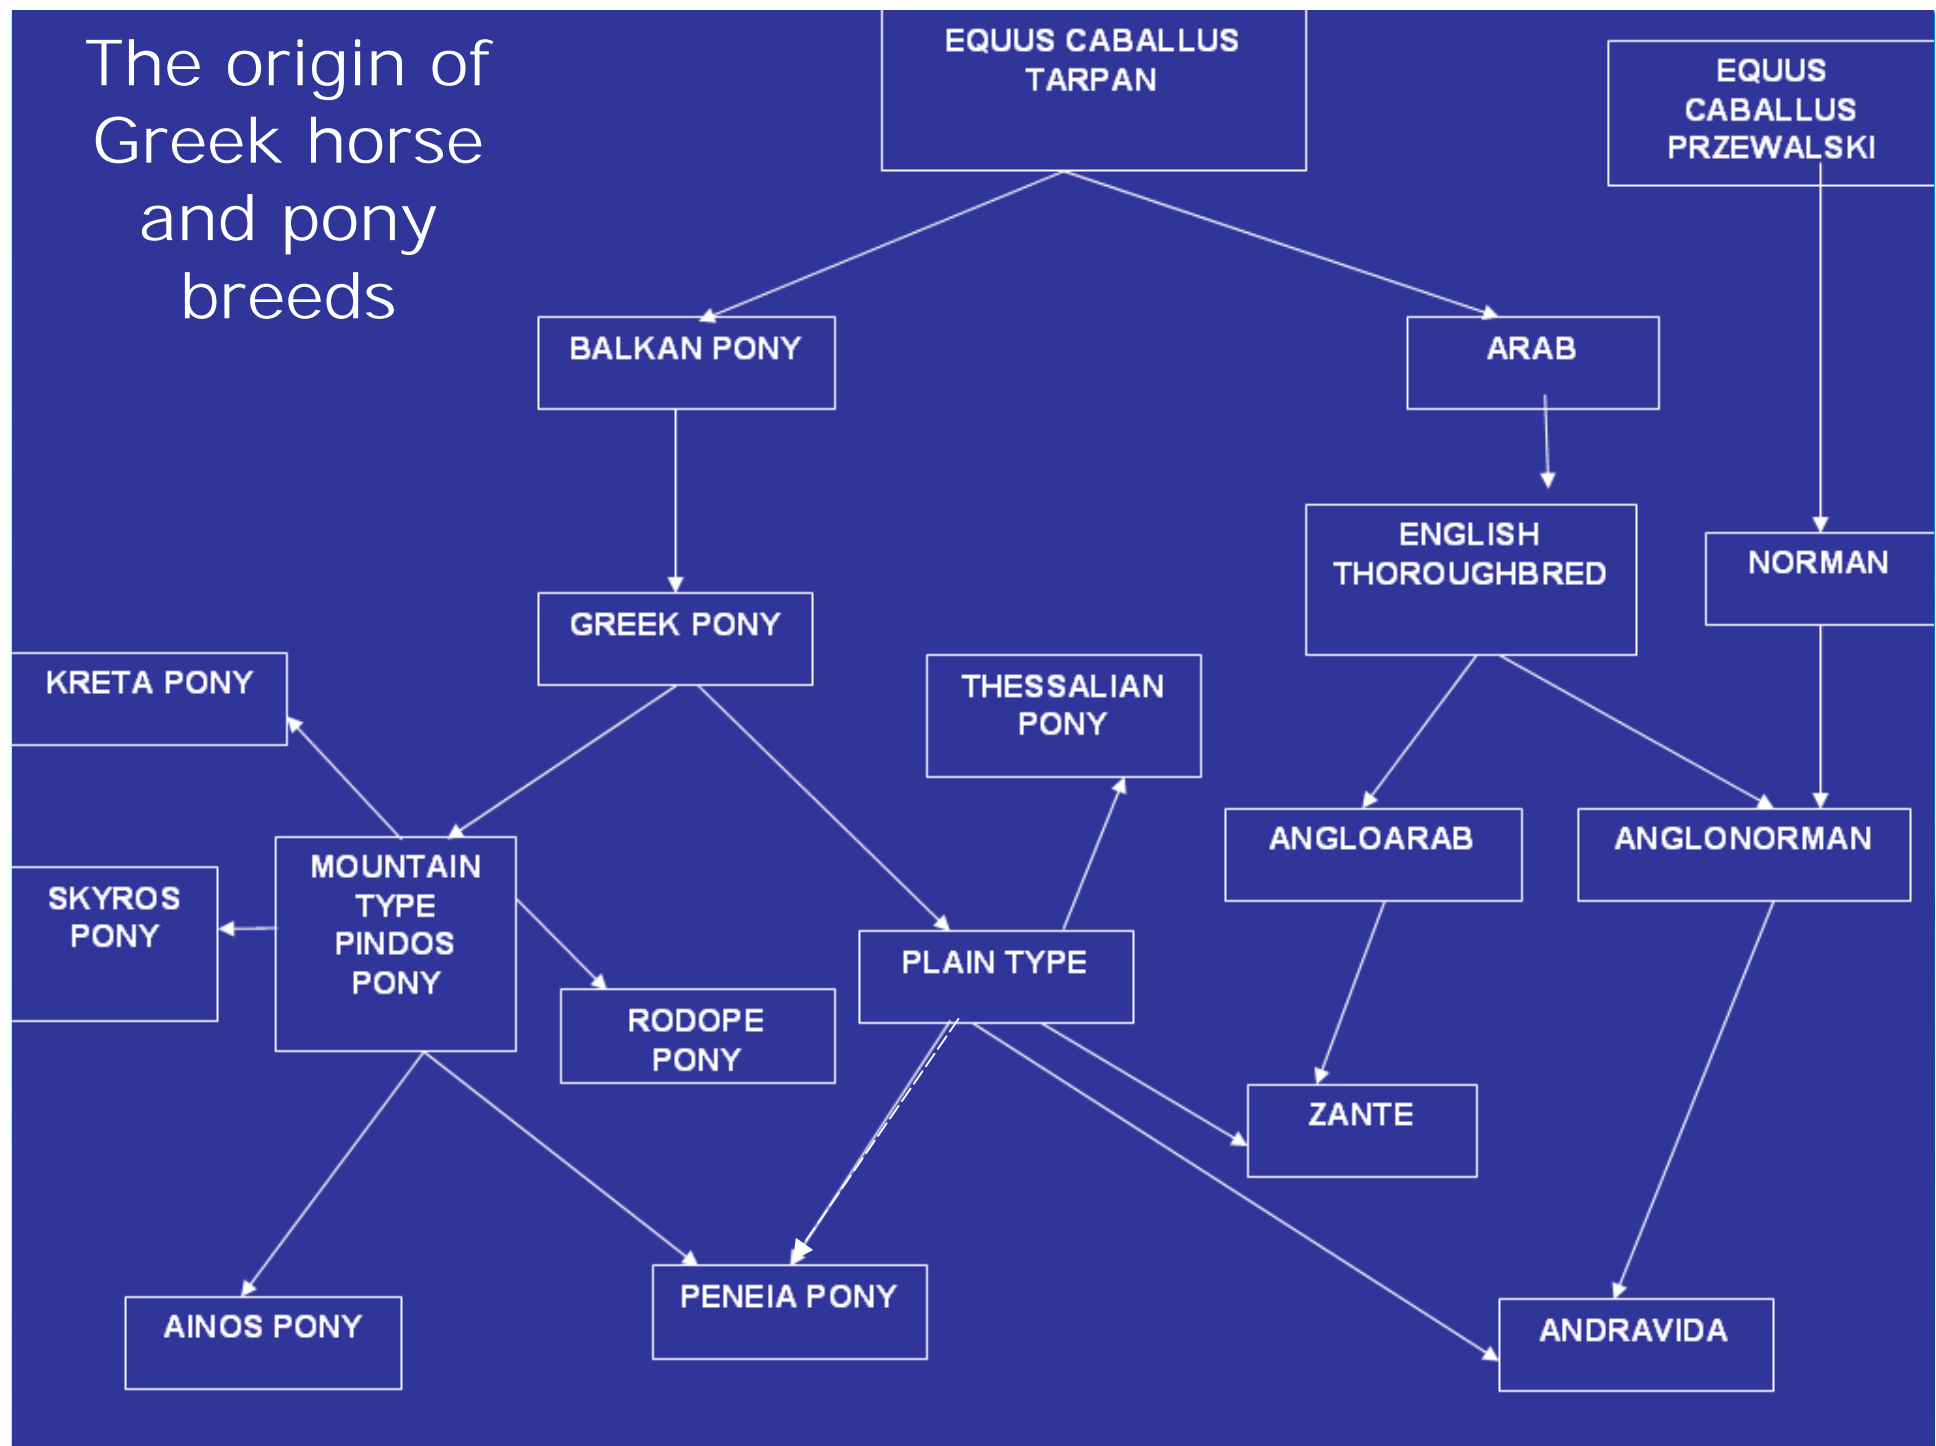 The origin of
Greek horse
and pony
breeds
EQUUS CABALLUS
TARPAN
EQUUS
CABALLUS
PRZEWALSKI
BALKAN PONY
ARAB
ENGLISH
THOROUGHBRED
NORMAN
GREEK PONY
KRETA PONY
THESSALIAN
PONY
ANGLOARAB
ANGLONORMAN
MOUNTAIN
TYPE
PINDOS
PONY
SKYROS
PONY
PLAIN TYPE
RODOPE
PONY
ZANTE
AINOS PONY
PENEIA PONY
ANDRAVIDA